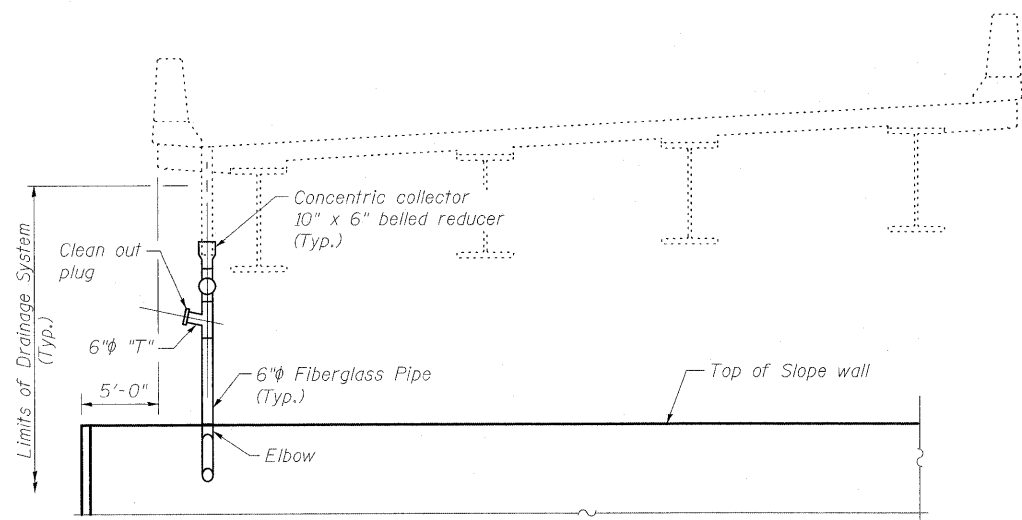 Concentric collector
10" x 6" belled reducer
(Typ.)
Clean out
plug
Limits of Drainage System
(Typ.)
6"ϕ "T"
6"ϕ Fiberglass Pipe
(Typ.)
Top of Slope wall
5'-0"
Elbow